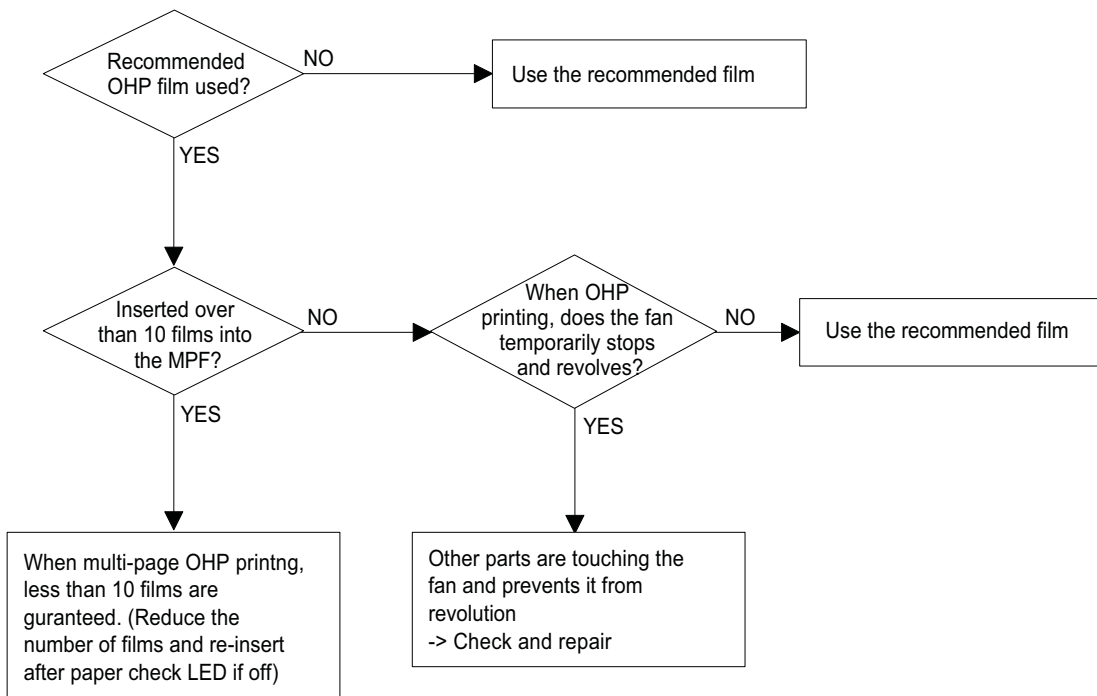 Recommended
OHP film used?
NO
Use the recommended film
YES
Inserted over
than 10 films into
the MPF?
NO
When OHP
printing, does the fan
temporarily stops
and revolves?
NO
Use the recommended film
YES
YES
When multi-page OHP printng,
less than 10 films are
guranteed. (Reduce the
number of films and re-insert
after paper check LED if off)
Other parts are touching the
fan and prevents it from
revolution
-> Check and repair